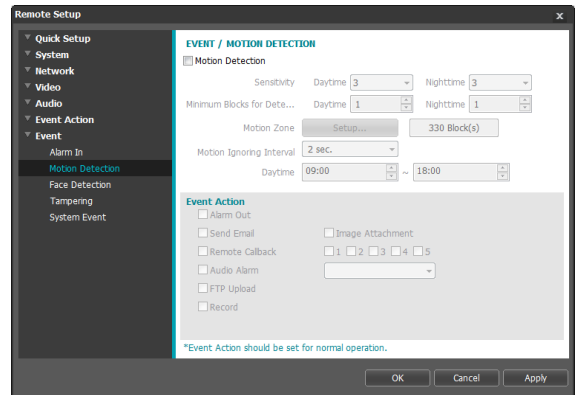 Remote Setup
x
Quick Setup
System
Network
Video
Audio
Event Action
Event
Alarm In
Motion Detection
Face Detection
Tampering
System Event
EVENT / MOTION DETECTION
Motion Detection
Sensitivity Daytime 3 Nighttime 3
Minimum Blocks for Dete... Daytime 1 Nighttime 1
Motion Zone Setup... 330 Block(s)
Motion Ignoring Interval 2 sec.
Daytime 09:00 ~ 18:00
Event Action
Alarm Out
Send Email Image Attachment
Remote Callback 1 2 3 4 5
Audio Alarm
FTP Upload
Record
*Event Action should be set for normal operation.
OK Cancel Apply